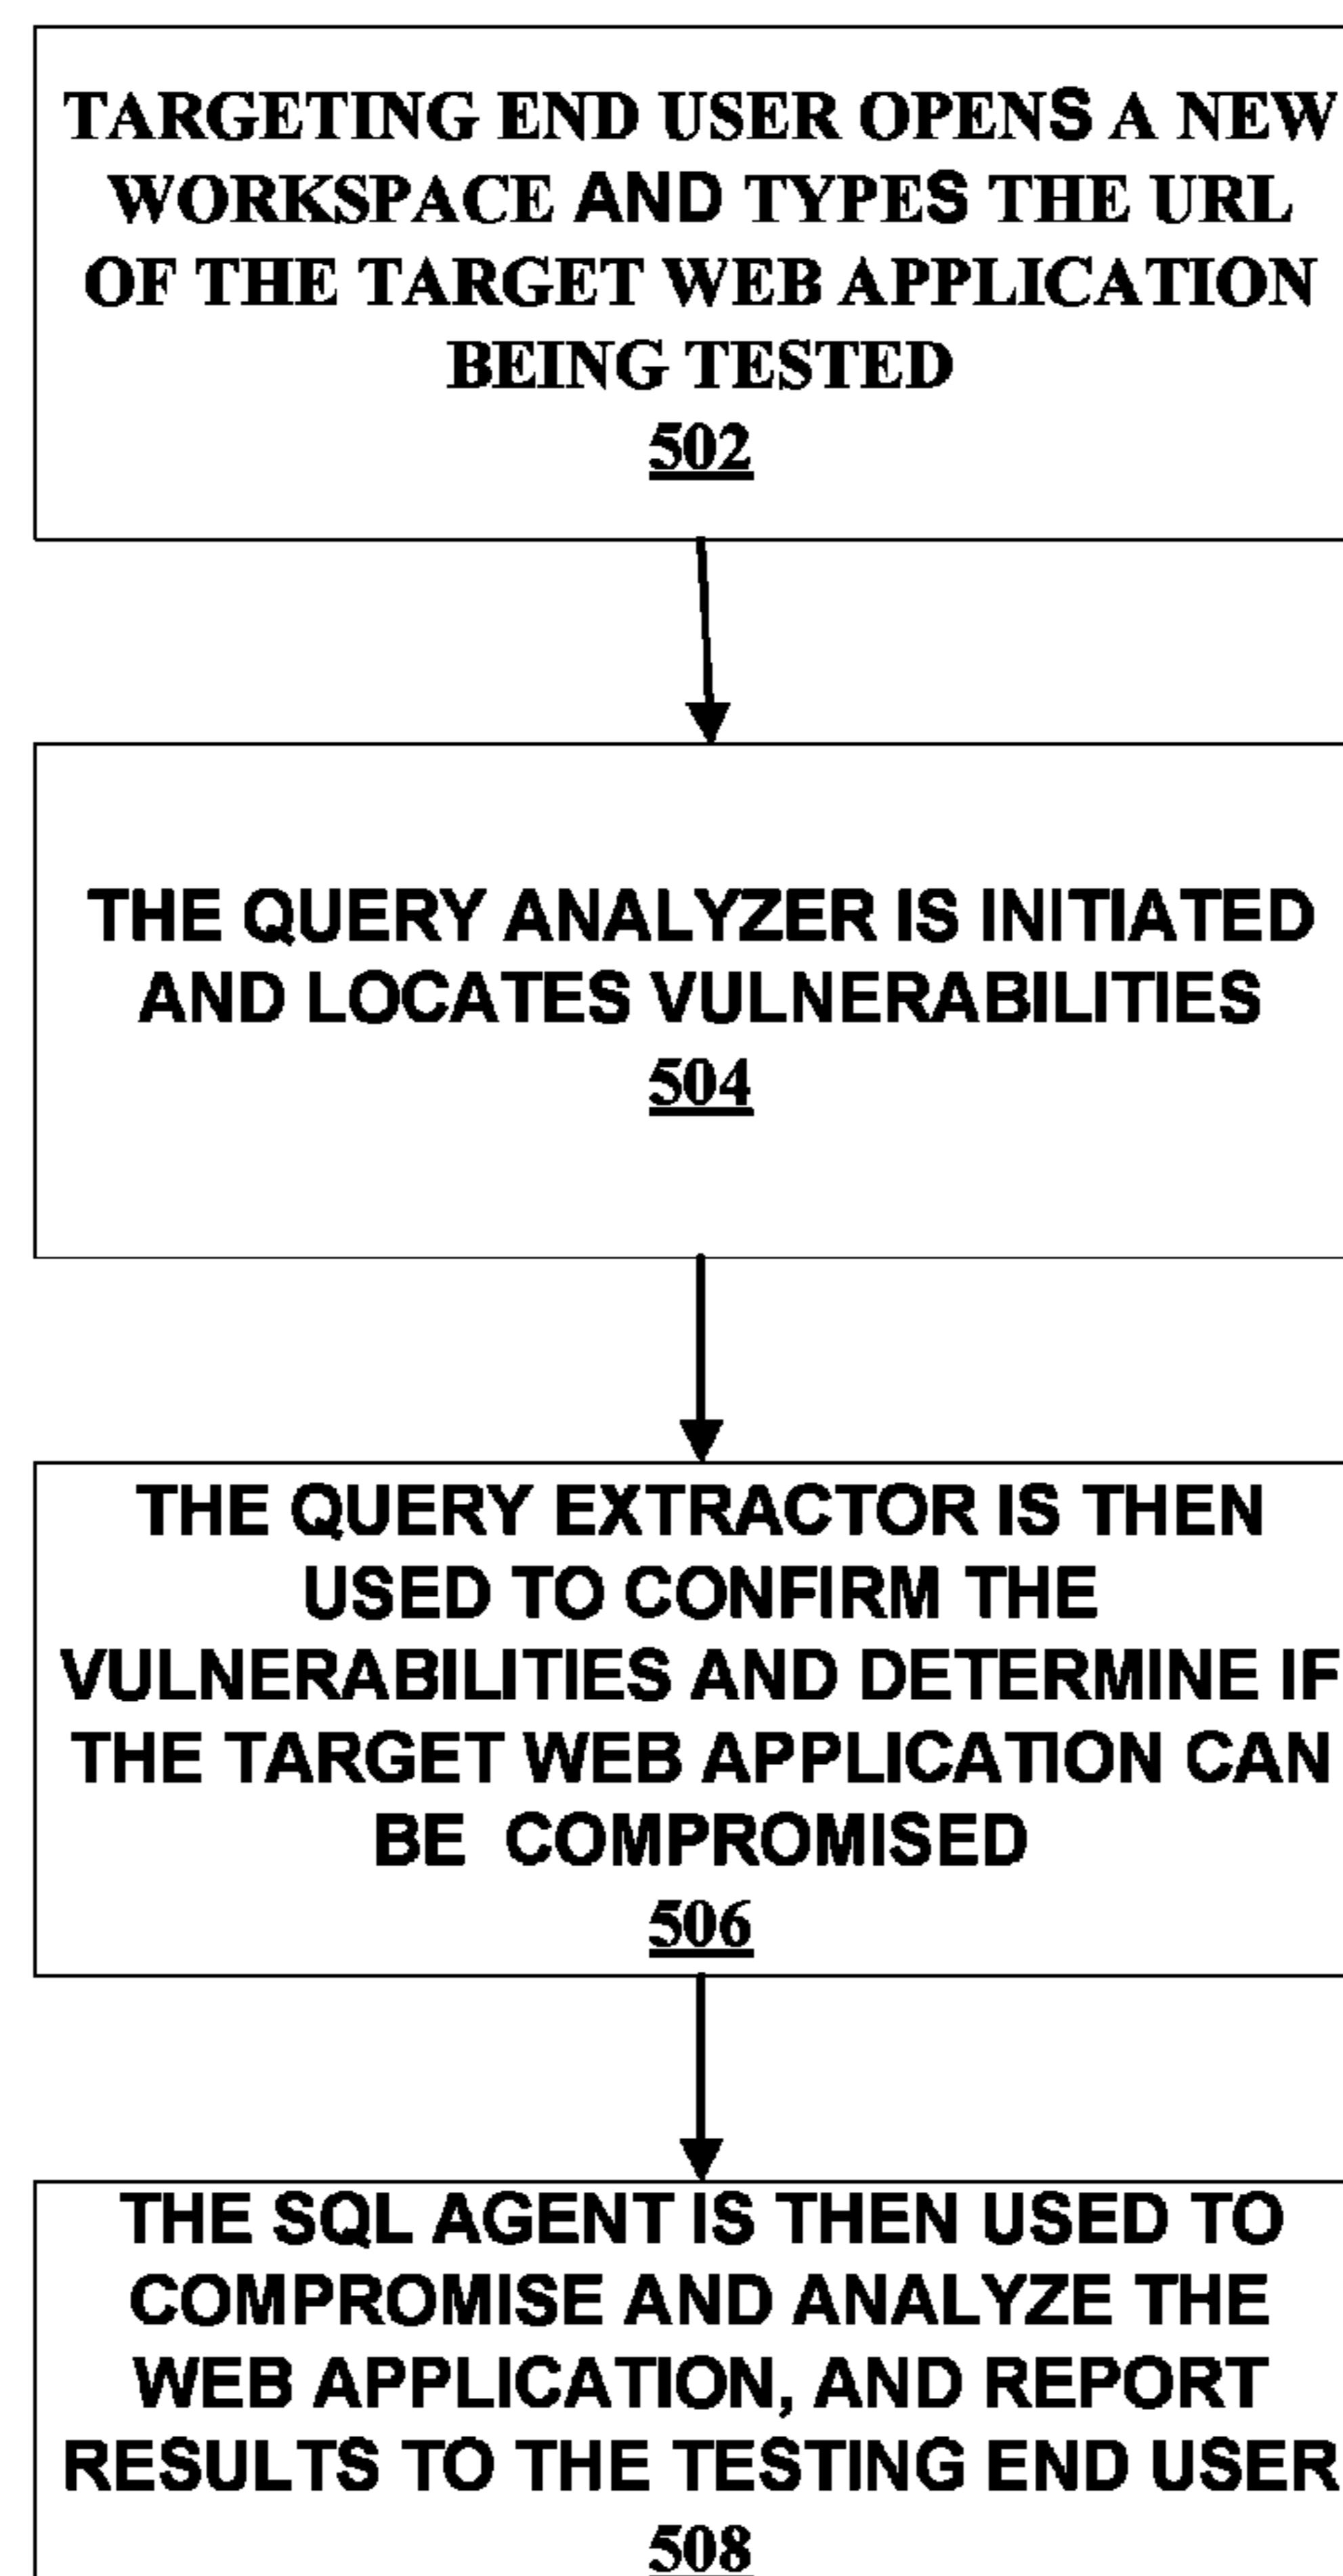 TARGETING END USER OPENS A NEW
WORKSPACE AND TYPES THE URL
OF THE TARGET WEB APPLICATION
BEING TESTED
502
THE QUERY ANALYZER IS INITIATED
AND LOCATES VULNERABILITIES
504
THE QUERY EXTRACTOR IS THEN
USED TO CONFIRM THE
VULNERABILITIES AND DETERMINE IF
THE TARGET WEB APPLICATION CAN
BE COMPROMISED
506
THE SQL AGENT IS THEN USED TO
COMPROMISE AND ANALYZE THE
WEB APPLICATION, AND REPORT
RESULTS TO THE TESTING END USER
508